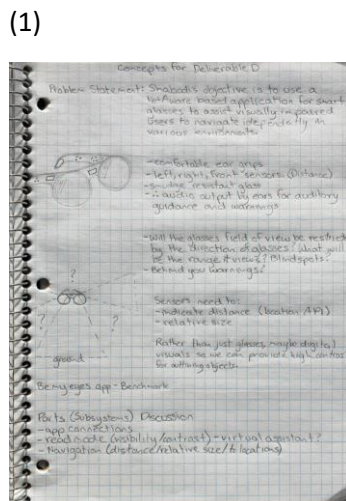 (1)
Concepts for Deliverable D
Problem Statement: Shabodi's objective is to use a
NetAware based application for smart
glasses to assist visually impaired
users to navigate independently in
various environments.
- comfortable ear grips
- left, right, front sensors (Distance)
- smudge resistant glass
- audio output by ears for auditory
guidance and warnings
- Will the glasses field of view be restricted
by the direction of glasses? What will
be the range it views? Blindspots?
- Behind you warnings?
?
?
?
?
Sensors need to:
- indicate distance (location API)
- relative size
Rather than just glasses, maybe digital
visuals so we can provide high contrast
for outlining objects.
ground
Be my eyes app - Benchmark
Parts (Subsystems) Discussion
- app connections
- read mode (visibility/contrast) - virtual assistant?
- Navigation (distance/relative size/ locations)